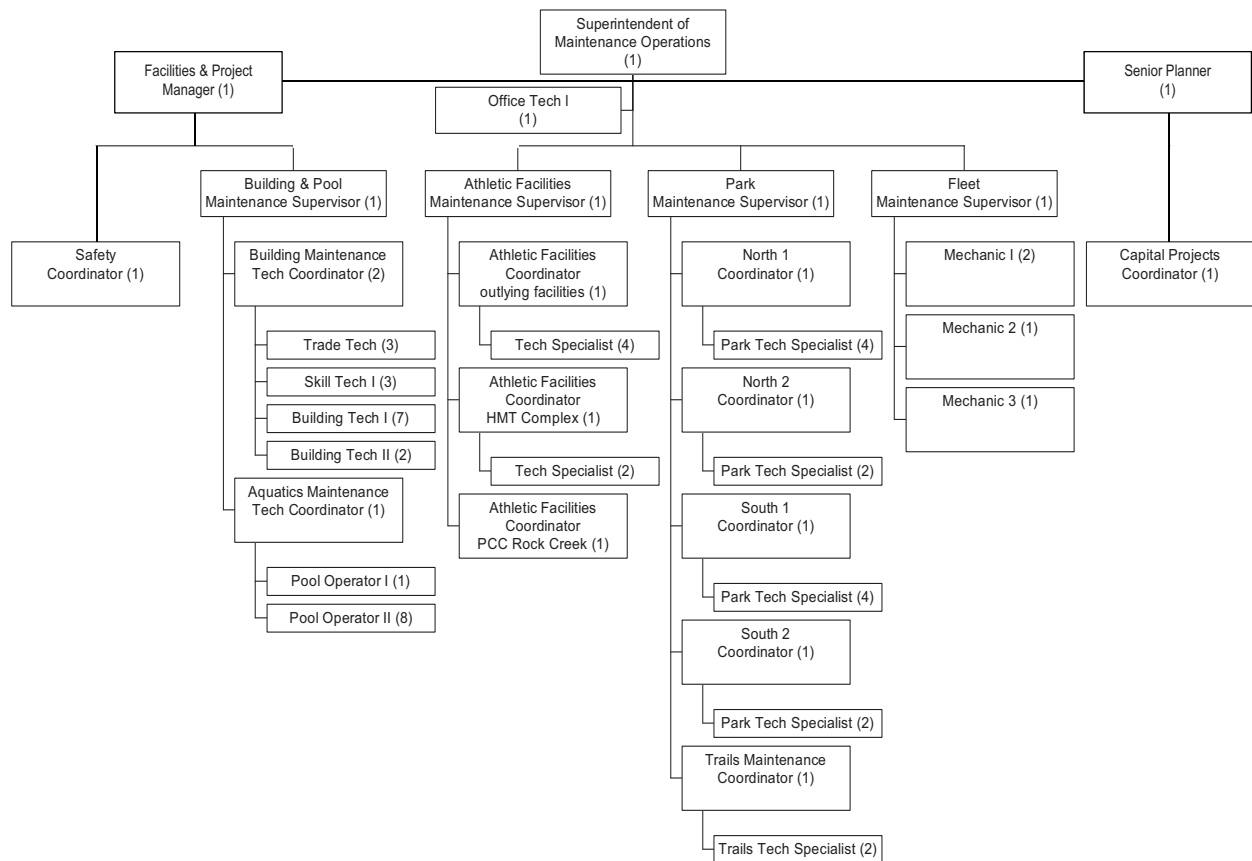 Superintendent of
Maintenance Operations
(1)
Facilities & Project
Manager (1)
Senior Planner
(1)
Office Tech I
(1)
Building & Pool
Maintenance Supervisor (1)
Athletic Facilities
Maintenance Supervisor (1)
Park
Maintenance Supervisor (1)
Fleet
Maintenance Supervisor (1)
Safety
Coordinator (1)
Building Maintenance
Tech Coordinator (2)
Trade Tech (3)
Skill Tech I (3)
Building Tech I (7)
Building Tech II (2)
Aquatics Maintenance
Tech Coordinator (1)
Pool Operator I (1)
Pool Operator II (8)
Athletic Facilities
Coordinator
outlying facilities (1)
Tech Specialist (4)
Athletic Facilities
Coordinator
HMT Complex (1)
Tech Specialist (2)
Athletic Facilities
Coordinator
PCC Rock Creek (1)
North 1
Coordinator (1)
Park Tech Specialist (4)
North 2
Coordinator (1)
Park Tech Specialist (2)
South 1
Coordinator (1)
Park Tech Specialist (4)
South 2
Coordinator (1)
Park Tech Specialist (2)
Trails Maintenance
Coordinator (1)
Trails Tech Specialist (2)
Mechanic I (2)
Mechanic 2 (1)
Mechanic 3 (1)
Capital Projects
Coordinator (1)